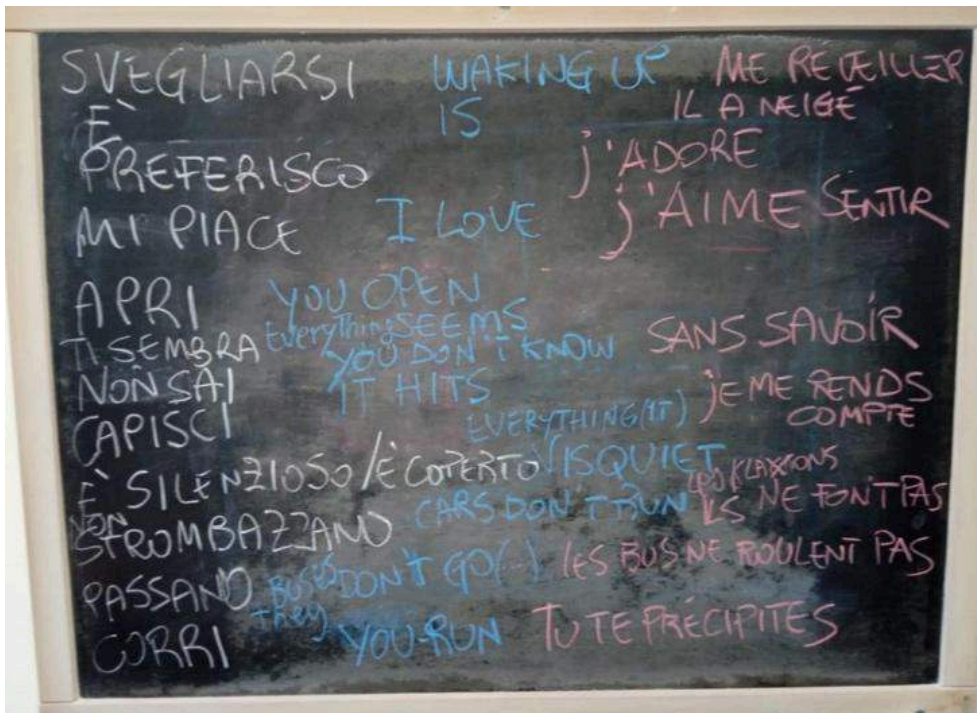 SVEGLIARSI WAKING UP ME RÉVEILLER
È IS IL A NEIGÉ
PREFERISCO j'ADORE
MI PIACE I LOVE j'AIME SENTIR
APRI YOU OPEN
TI SEMBRA Everything SEEMS SANS SAVOIR
NON SAI YOU DON'T KNOW
CAPISCI IT HITS jE ME RENDS COMPTE
EVERYTHING (IT)
È SILENZIOSO / È COPERTO IS QUIET
NON STROMBAZZANO CARS DON'T RUN LES KLAXONS ILS NE FONT PAS
PASSANO BUSES DON'T GO (...) LES BUS NE ROULENT PAS
they
CORRI YOU RUN TU TE PRÉCIPITES